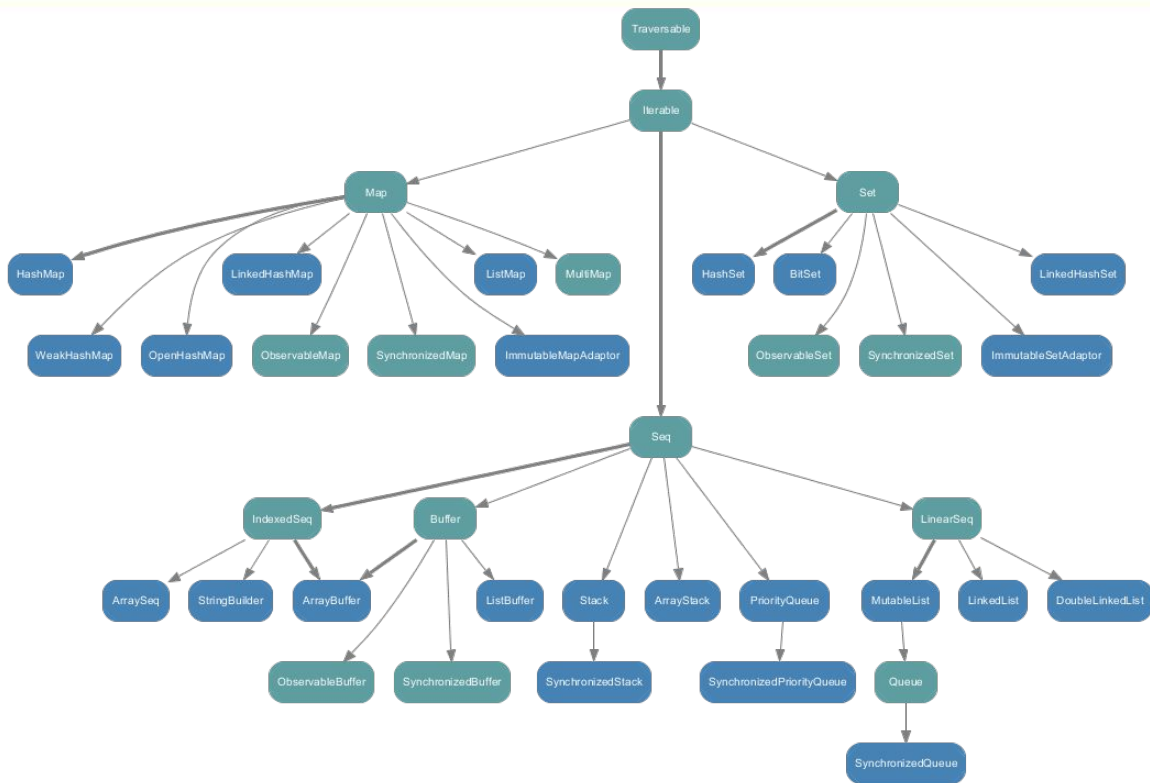 Traversable
Iterable
Map
Set
HashMap
LinkedHashMap
ListMap
MultiMap
HashSet
BitSet
LinkedHashSet
WeakHashMap
OpenHashMap
ObservableMap
SynchronizedMap
ImmutableMapAdaptor
ObservableSet
SynchronizedSet
ImmutableSetAdaptor
Seq
IndexedSeq
Buffer
LinearSeq
ArraySeq
StringBuilder
ArrayBuffer
ListBuffer
Stack
ArrayStack
PriorityQueue
MutableList
LinkedList
DoubleLinkedList
ObservableBuffer
SynchronizedBuffer
SynchronizedStack
SynchronizedPriorityQueue
Queue
SynchronizedQueue